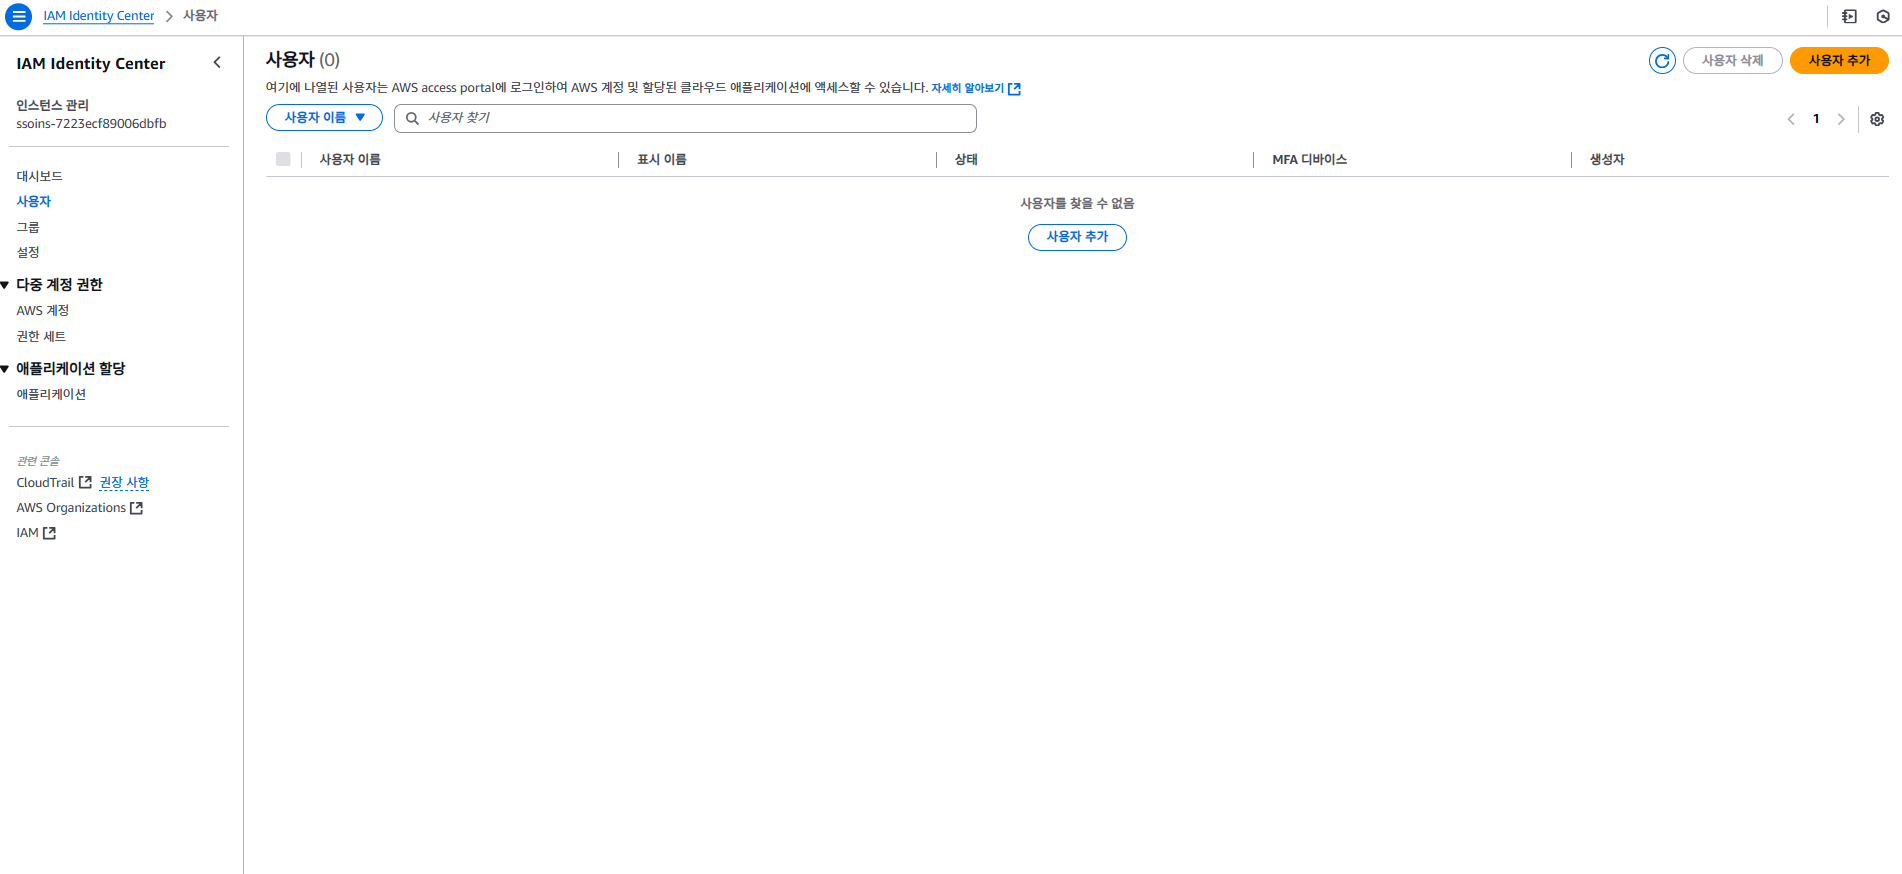 IAM Identity Center > 사용자
IAM Identity Center
인스턴스 관리
ssoins-7223ecf89006dbfb
대시보드
사용자
그룹
설정
다중 계정 권한
AWS 계정
권한 세트
애플리케이션 할당
애플리케이션
관련 콘솔
CloudTrail 권장 사항
AWS Organizations
IAM
사용자 (0)
사용자 삭제
사용자 추가
여기에 나열된 사용자는 AWS access portal에 로그인하여 AWS 계정 및 할당된 클라우드 애플리케이션에 액세스할 수 있습니다. 자세히 알아보기
사용자 이름
사용자 찾기
1
사용자 이름 표시 이름 상태 MFA 디바이스 생성자
사용자를 찾을 수 없음
사용자 추가